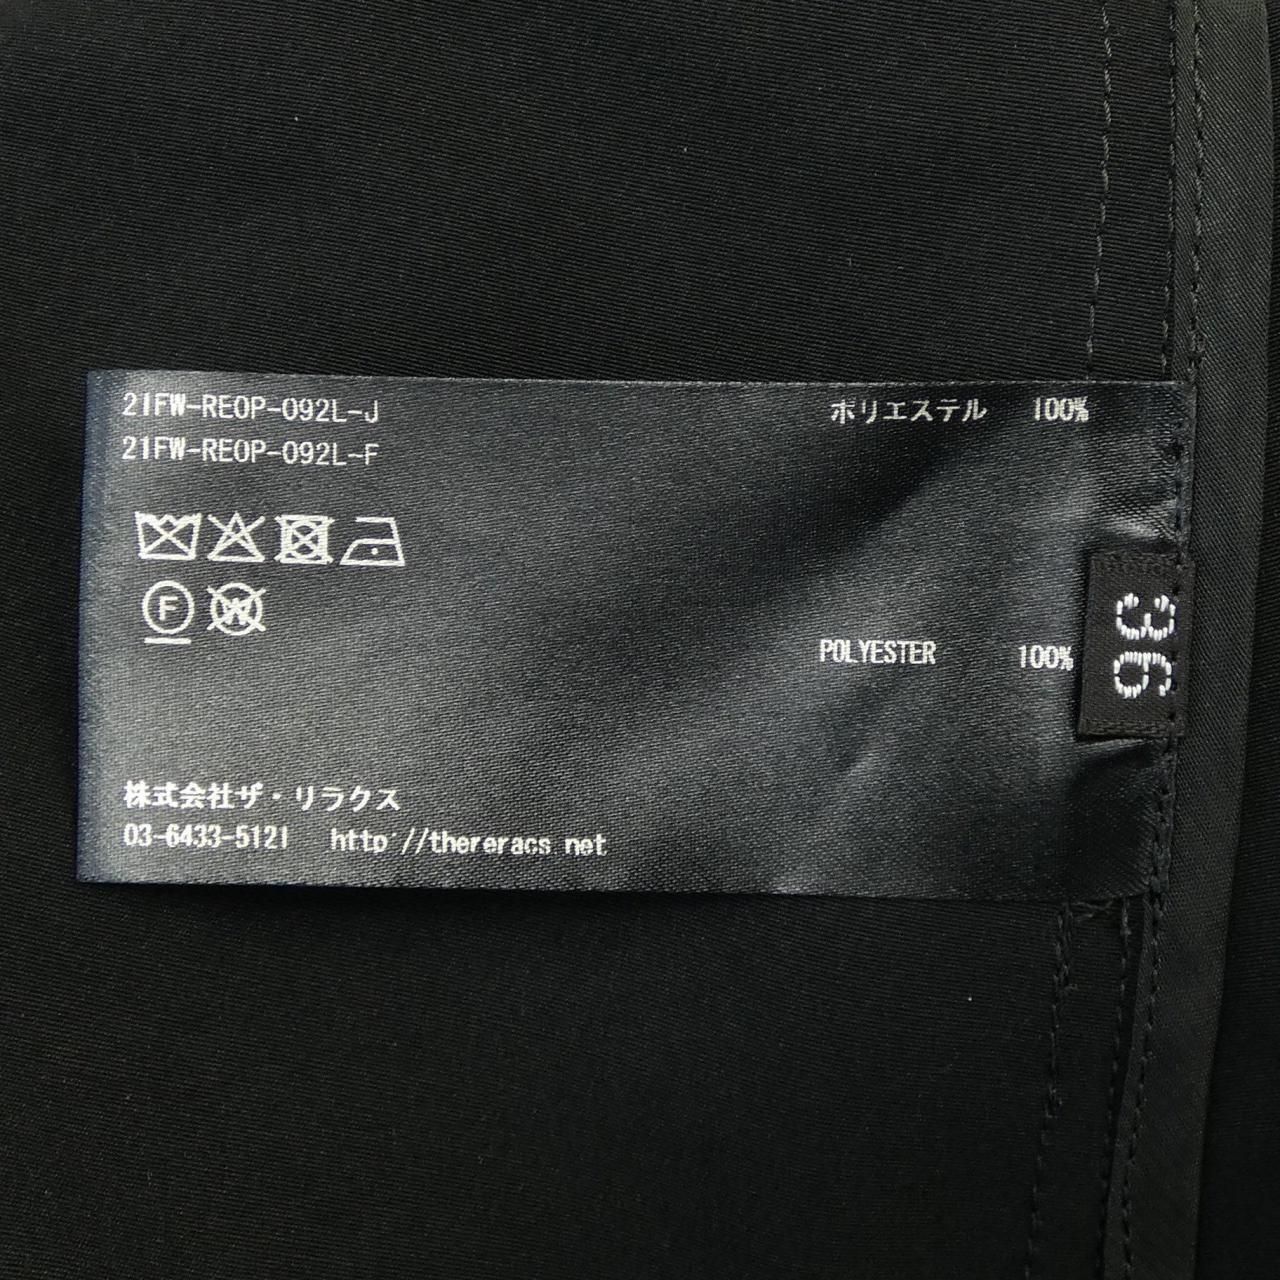 21FW-REOP-092L-J
21FW-REOP-092L-F
ポリエステル 100%
POLYESTER 100%
36
株式会社ザ・リラクス
03-6433-5121 http://thereracs.net